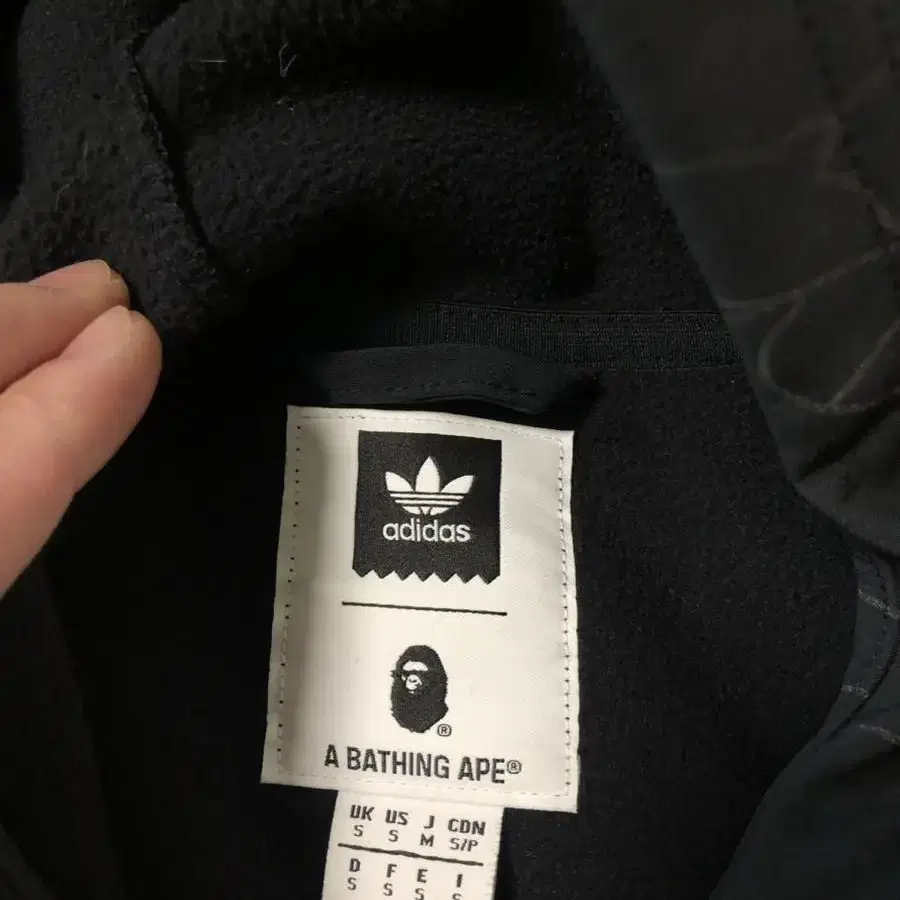 adidas
®
A BATHING APE®
UK US J CDN
S S M S/P
D F E I
S S S S